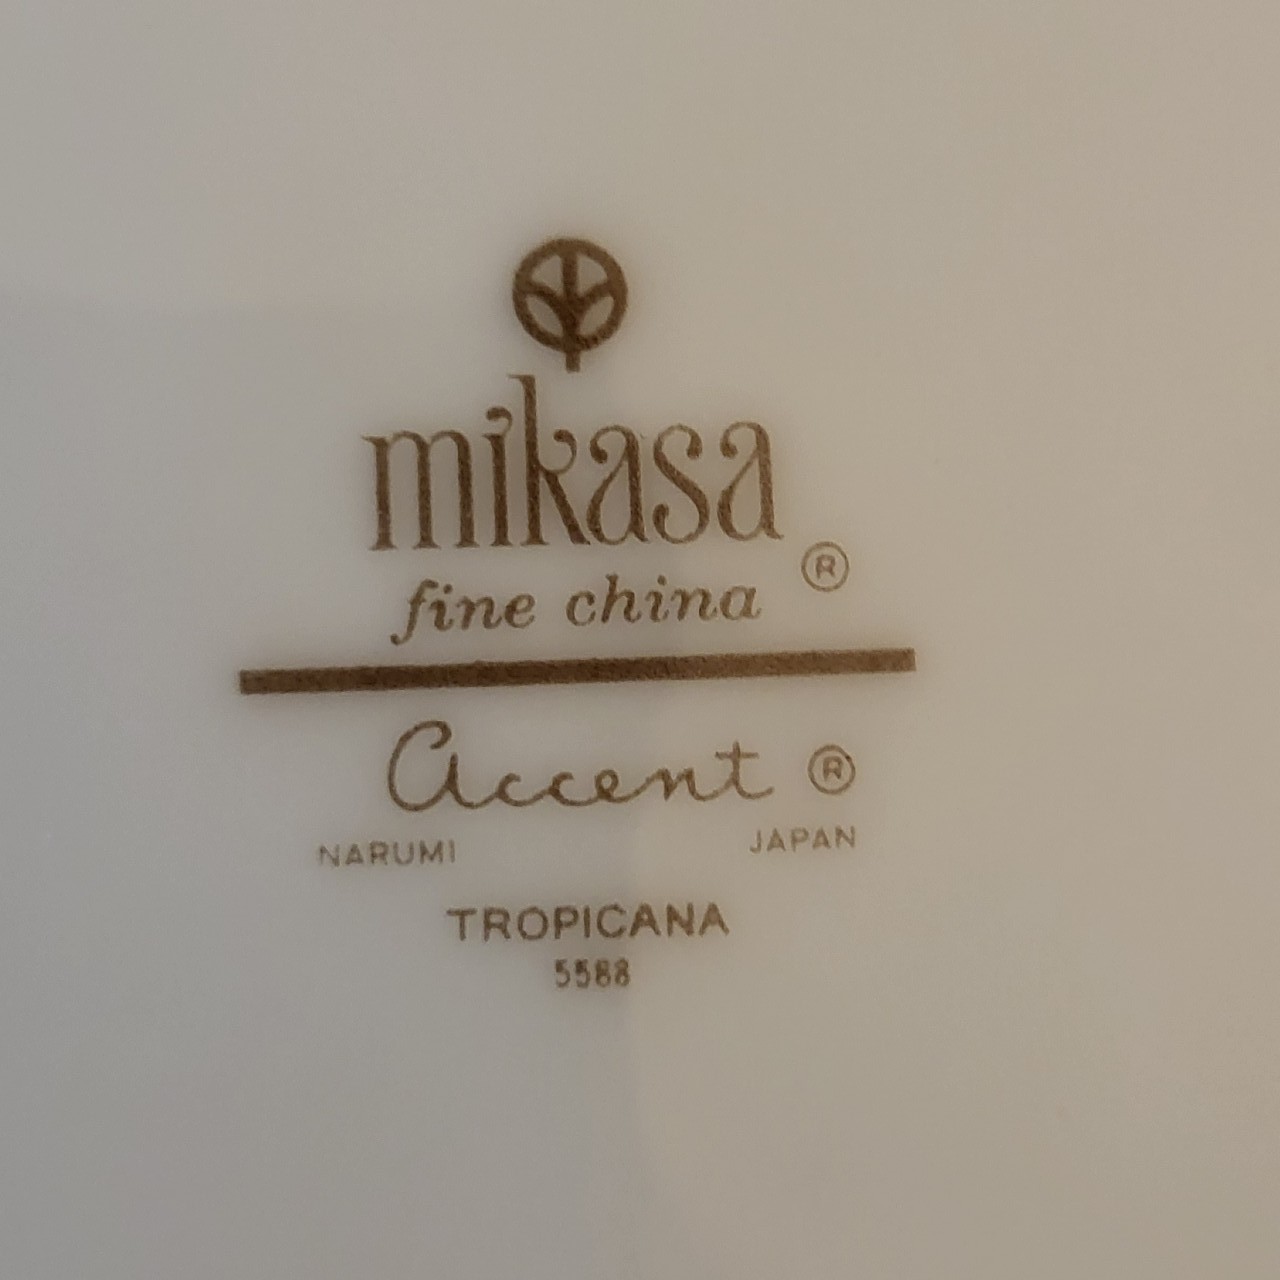 mikasa ®
fine china
Accent ®
NARUMI JAPAN
TROPICANA
5588